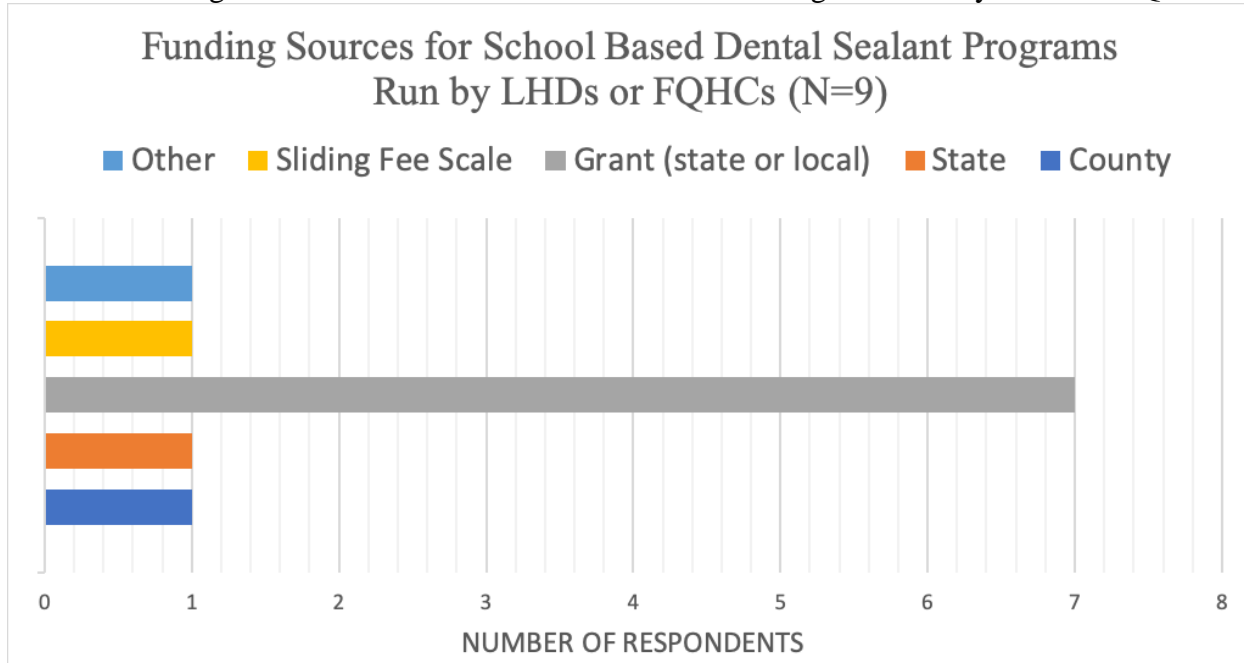 Funding Sources for School Based Dental Sealant Programs
Run by LHDs or FQHCs (N=9)
Other Sliding Fee Scale Grant (state or local) State County
0 1 2 3 4 5 6 7 8
NUMBER OF RESPONDENTS